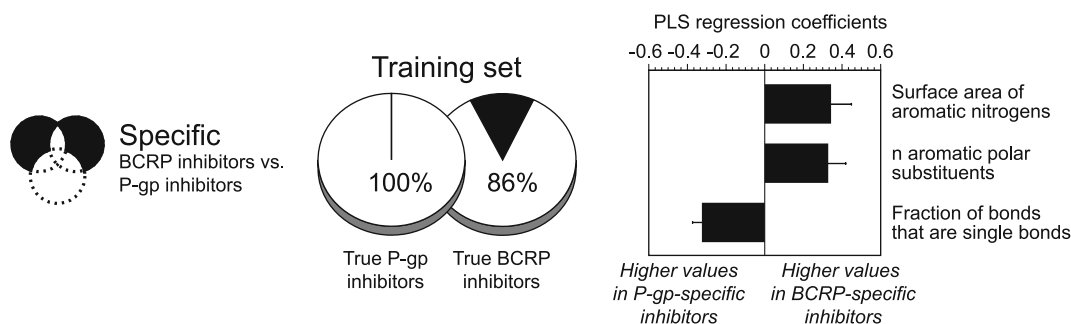 Specific
BCRP inhibitors vs.
P-gp inhibitors
Training set
100%
86%
True P-gp
inhibitors
True BCRP
inhibitors
PLS regression coefficients
-0.6 -0.4 -0.2 0 0.2 0.4 0.6
Surface area of
aromatic nitrogens
n aromatic polar
substituents
Fraction of bonds
that are single bonds
Higher values
in P-gp-specific
inhibitors
Higher values
in BCRP-specific
inhibitors